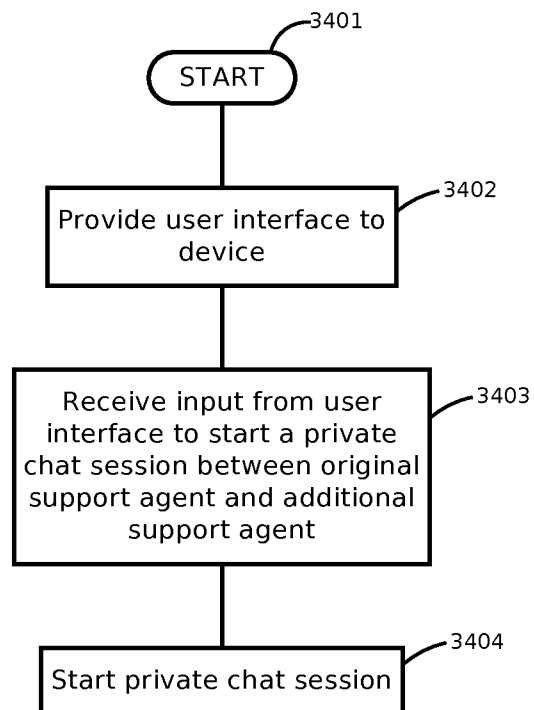 3401
START
3402
Provide user interface to
device
3403
Receive input from user
interface to start a private
chat session between original
support agent and additional
support agent
3404
Start private chat session